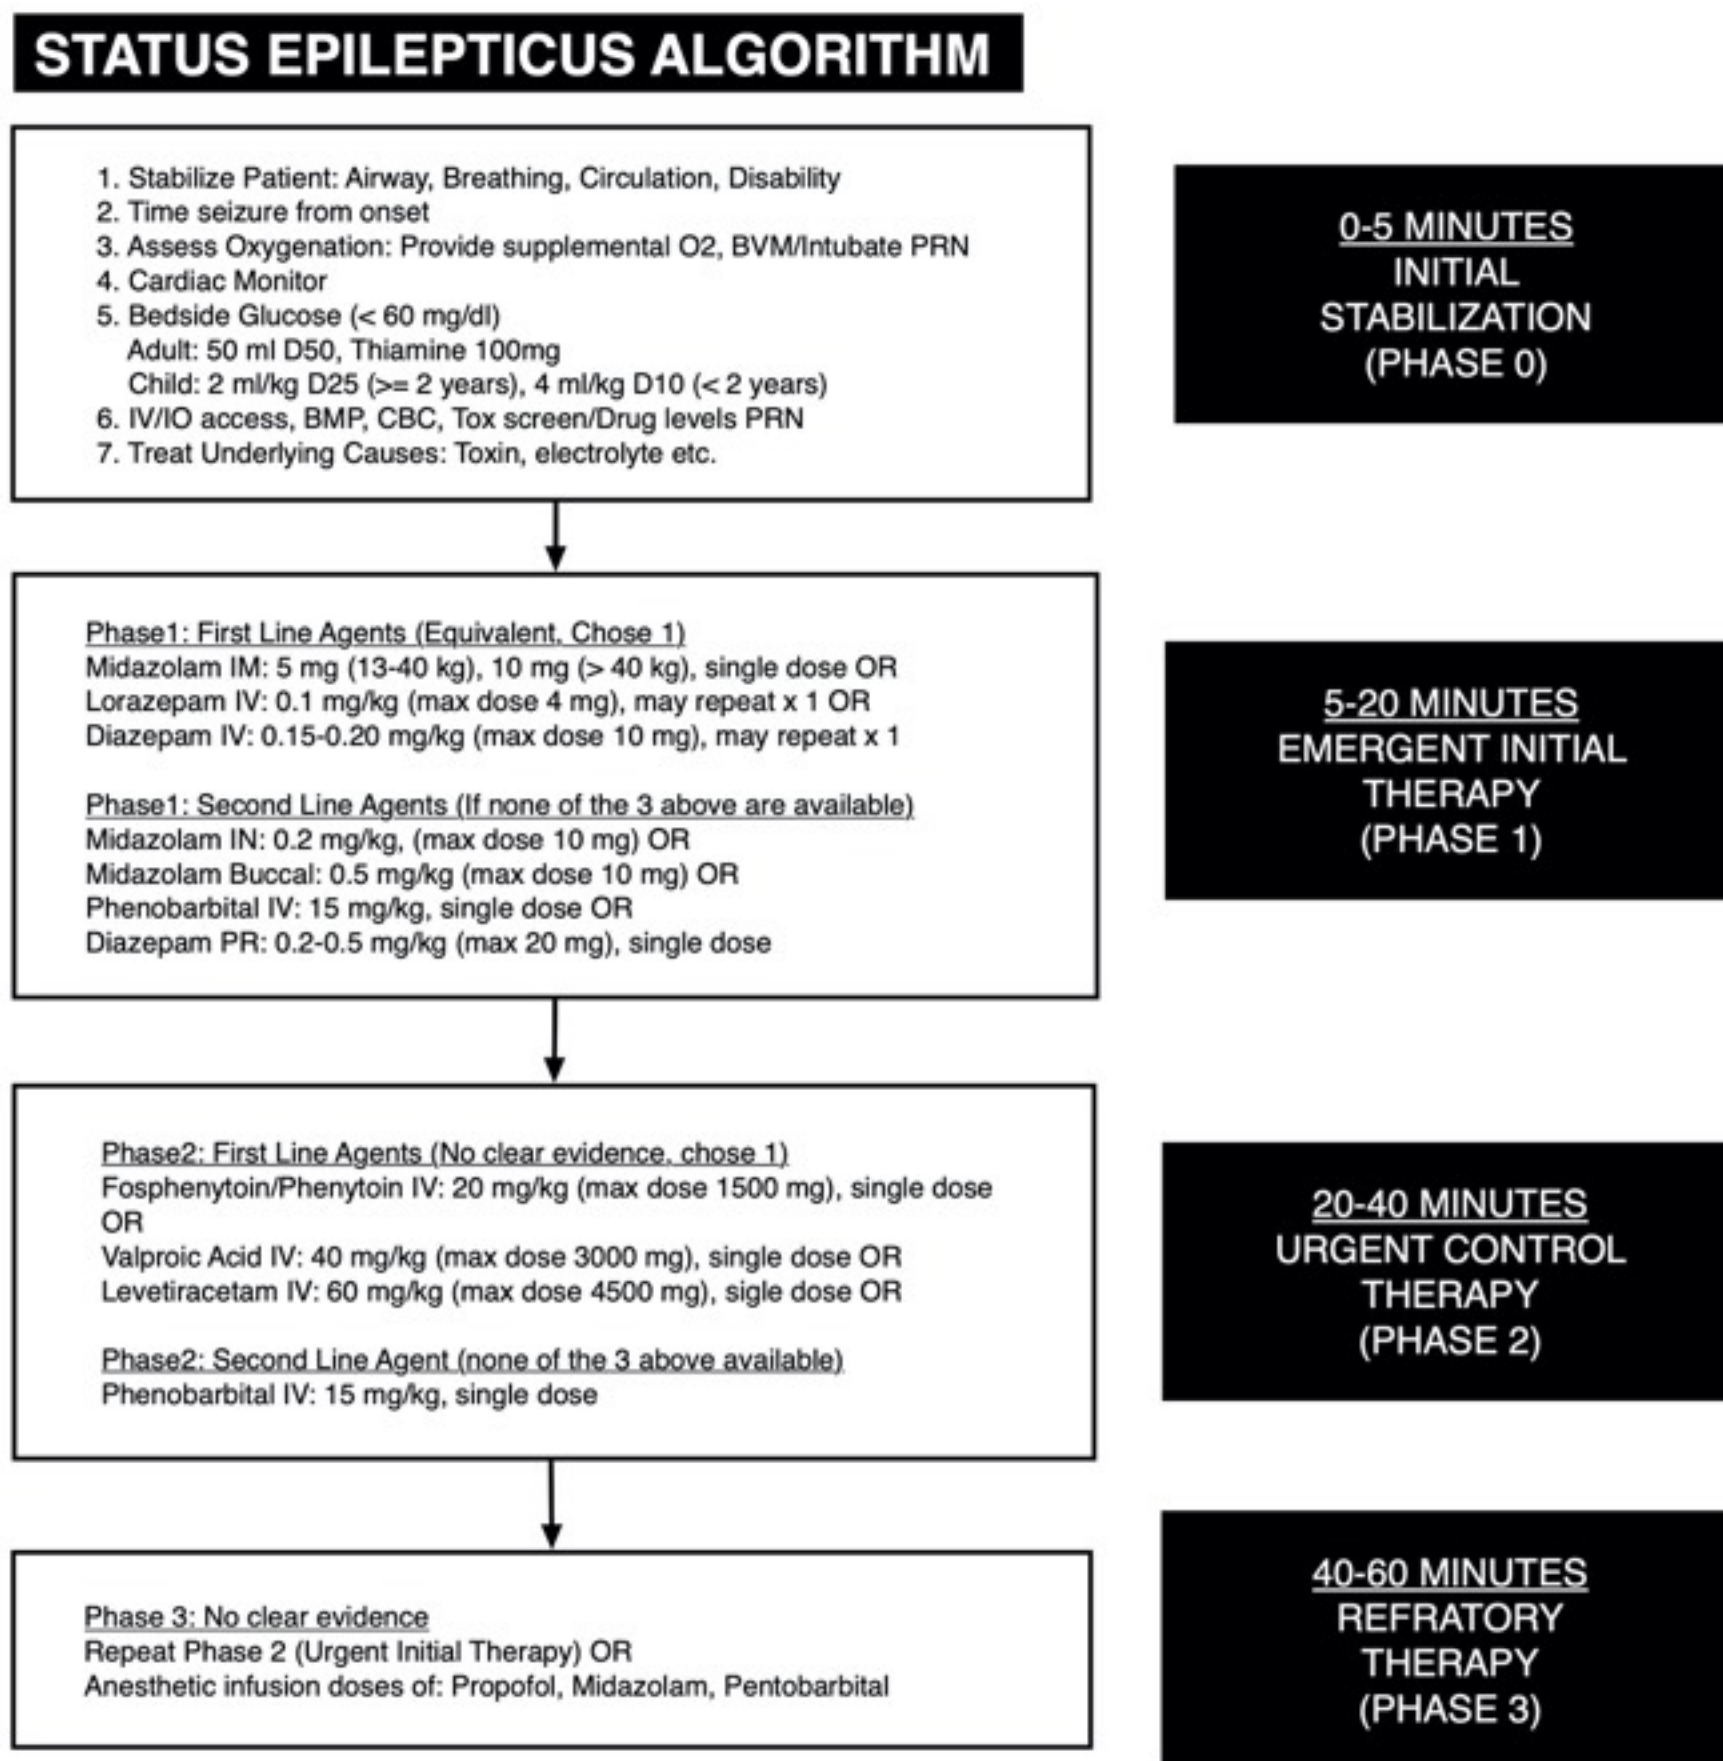 STATUS EPILEPTICUS ALGORITHM
1. Stabilize Patient: Airway, Breathing, Circulation, Disability
2. Time seizure from onset
3. Assess Oxygenation: Provide supplemental O2, BVM/Intubate PRN
4. Cardiac Monitor
5. Bedside Glucose (< 60 mg/dl)
Adult: 50 ml D50, Thiamine 100mg
Child: 2 ml/kg D25 (>= 2 years), 4 ml/kg D10 (< 2 years)
6. IV/IO access, BMP, CBC, Tox screen/Drug levels PRN
7. Treat Underlying Causes: Toxin, electrolyte etc.
0-5 MINUTES
INITIAL
STABILIZATION
(PHASE 0)
Phase1: First Line Agents (Equivalent, Chose 1)
Midazolam IM: 5 mg (13-40 kg), 10 mg (> 40 kg), single dose OR
Lorazepam IV: 0.1 mg/kg (max dose 4 mg), may repeat x 1 OR
Diazepam IV: 0.15-0.20 mg/kg (max dose 10 mg), may repeat x 1
Phase1: Second Line Agents (If none of the 3 above are available)
Midazolam IN: 0.2 mg/kg, (max dose 10 mg) OR
Midazolam Buccal: 0.5 mg/kg (max dose 10 mg) OR
Phenobarbital IV: 15 mg/kg, single dose OR
Diazepam PR: 0.2-0.5 mg/kg (max 20 mg), single dose
5-20 MINUTES
EMERGENT INITIAL
THERAPY
(PHASE 1)
Phase2: First Line Agents (No clear evidence, chose 1)
Fosphenytoin/Phenytoin IV: 20 mg/kg (max dose 1500 mg), single dose
OR
Valproic Acid IV: 40 mg/kg (max dose 3000 mg), single dose OR
Levetiracetam IV: 60 mg/kg (max dose 4500 mg), sigle dose OR
Phase2: Second Line Agent (none of the 3 above available)
Phenobarbital IV: 15 mg/kg, single dose
20-40 MINUTES
URGENT CONTROL
THERAPY
(PHASE 2)
Phase 3: No clear evidence
Repeat Phase 2 (Urgent Initial Therapy) OR
Anesthetic infusion doses of: Propofol, Midazolam, Pentobarbital
40-60 MINUTES
REFRATORY
THERAPY
(PHASE 3)